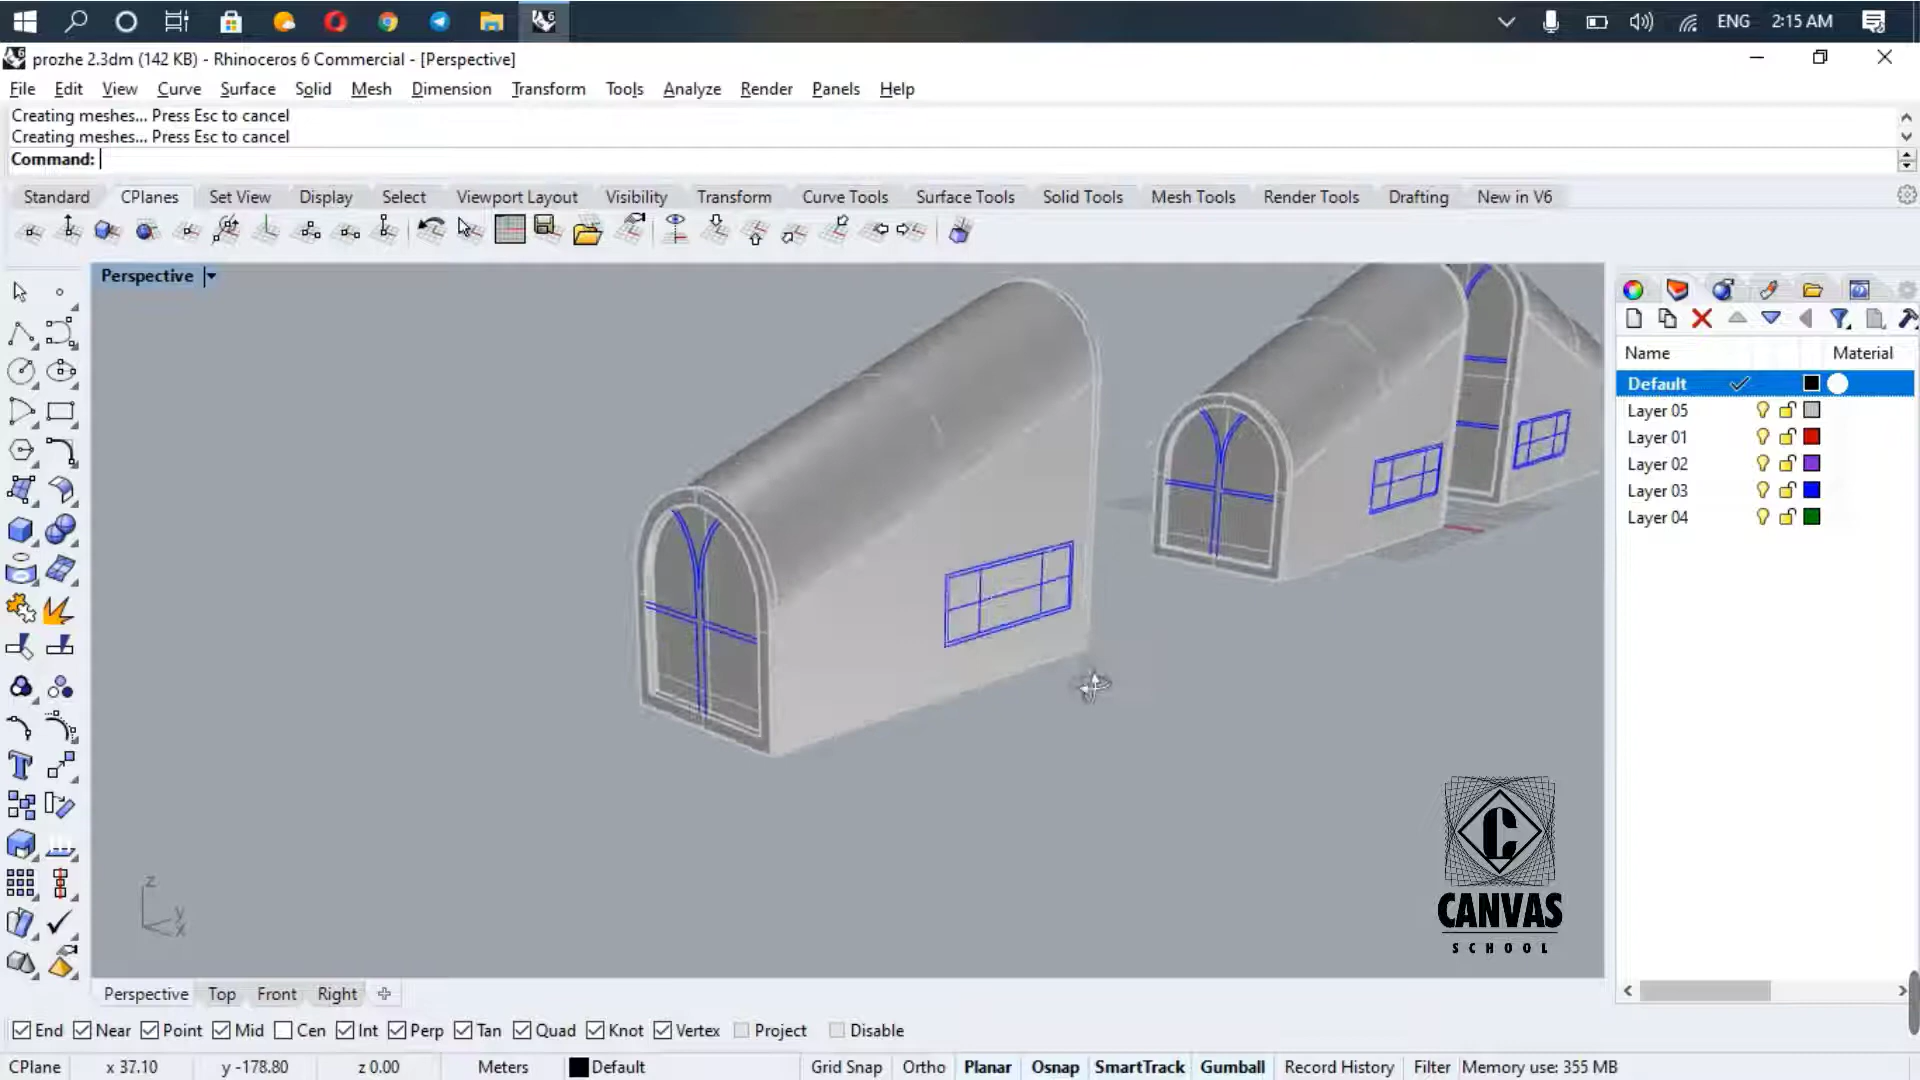 ENG 2:15 AM
prozhe 2.3dm (142 KB) - Rhinoceros 6 Commercial - [Perspective]
File Edit View Curve Surface Solid Mesh Dimension Transform Tools Analyze Render Panels Help
Creating meshes... Press Esc to cancel
Creating meshes... Press Esc to cancel
Command:
Standard CPlanes Set View Display Select Viewport Layout Visibility Transform Curve Tools Surface Tools Solid Tools Mesh Tools Render Tools Drafting New in V6
Perspective
Name Material
Default
Layer 05
Layer 01
Layer 02
Layer 03
Layer 04
z
y
x
C
CANVAS
SCHOOL
Perspective Top Front Right
End Near Point Mid Cen Int Perp Tan Quad Knot Vertex Project Disable
CPlane x 37.10 y -178.80 z 0.00 Meters Default Grid Snap Ortho Planar Osnap SmartTrack Gumball Record History Filter Memory use: 355 MB